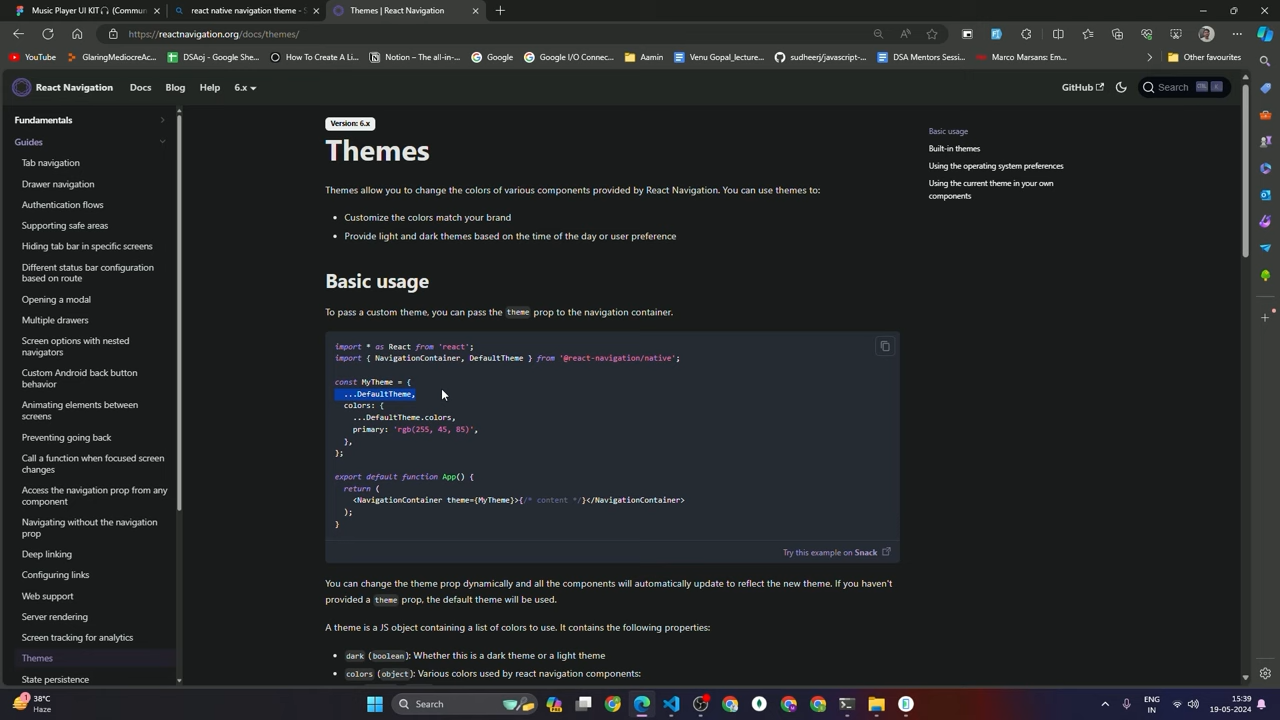 Music Player UI KIT🎧 (Commun
react native navigation theme - S
Themes | React Navigation
https://reactnavigation.org/docs/themes/
YouTube
GlaringMediocreAc...
DSAoj - Google She...
How To Create A Li...
Notion – The all-in-...
Google
Google I/O Connec...
Aamin
Venu Gopal_lecture...
sudheerj/javascript-...
DSA Mentors Sessi...
Marco Marsans: Em...
Other favourites
React Navigation
Docs
Blog
Help
6.x
GitHub
Search
Fundamentals
Guides
Tab navigation
Drawer navigation
Authentication flows
Supporting safe areas
Hiding tab bar in specific screens
Different status bar configuration
based on route
Opening a modal
Multiple drawers
Screen options with nested
navigators
Custom Android back button
behavior
Animating elements between
screens
Preventing going back
Call a function when focused screen
changes
Access the navigation prop from any
component
Navigating without the navigation
prop
Deep linking
Configuring links
Web support
Server rendering
Screen tracking for analytics
Themes
State persistence
Version: 6.x
Themes
Themes allow you to change the colors of various components provided by React Navigation. You can use themes to:
• Customize the colors match your brand
• Provide light and dark themes based on the time of the day or user preference
Basic usage
To pass a custom theme, you can pass the theme prop to the navigation container.
import * as React from 'react';
import { NavigationContainer, DefaultTheme } from '@react-navigation/native';
const MyTheme = {
...DefaultTheme,
colors: {
...DefaultTheme.colors,
primary: 'rgb(255, 45, 85)',
},
};
export default function App() {
return (
<NavigationContainer theme={MyTheme}>{/* content */}</NavigationContainer>
);
}
Try this example on Snack
You can change the theme prop dynamically and all the components will automatically update to reflect the new theme. If you haven't
provided a theme prop, the default theme will be used.
A theme is a JS object containing a list of colors to use. It contains the following properties:
• dark (boolean): Whether this is a dark theme or a light theme
• colors (object): Various colors used by react navigation components:
Basic usage
Built-in themes
Using the operating system preferences
Using the current theme in your own
components
1
38°C
Haze
Search
ENG
IN
15:39
19-05-2024